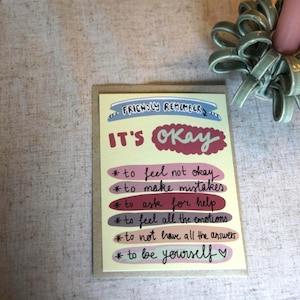 FRIENDLY REMINDER
IT'S OKAY
* to feel not okay
* to make mistakes
* to ask for help
* to feel all the emotions
* to not have all the answers
* to be yourself ♡